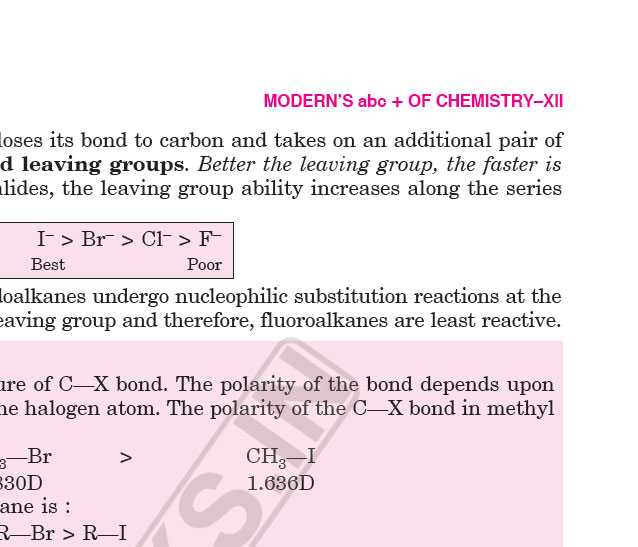 MODERN'S abc + OF CHEMISTRY–XII
loses its bond to carbon and takes on an additional pair of
d leaving groups. Better the leaving group, the faster is
alides, the leaving group ability increases along the series
I⁻ > Br⁻ > Cl⁻ > F⁻
Best Poor
loalkanes undergo nucleophilic substitution reactions at the
eaving group and therefore, fluoroalkanes are least reactive.
ure of C—X bond. The polarity of the bond depends upon
he halogen atom. The polarity of the C—X bond in methyl
₃—Br > CH₃—I
830D 1.636D
ane is :
R—Br > R—I